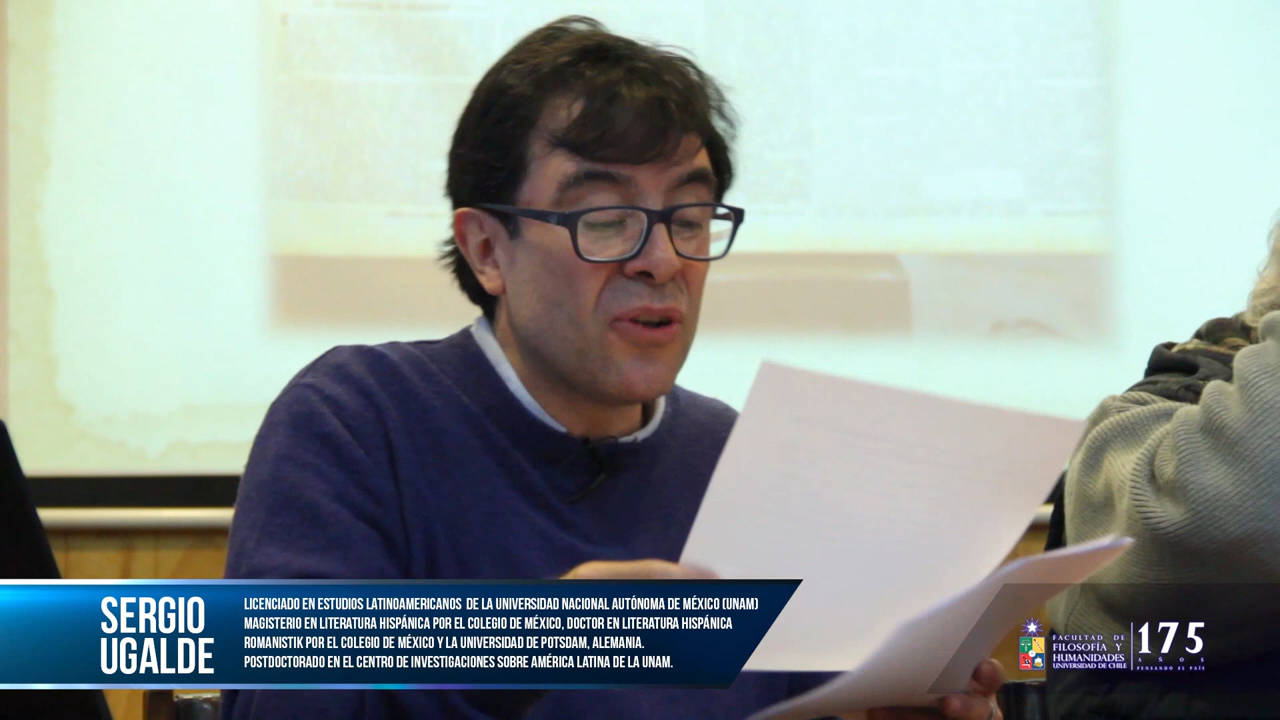 SERGIO
UGALDE
LICENCIADO EN ESTUDIOS LATINOAMERICANOS DE LA UNIVERSIDAD NACIONAL AUTÓNOMA DE MÉXICO (UNAM)
MAGISTERIO EN LITERATURA HISPÁNICA POR EL COLEGIO DE MÉXICO, DOCTOR EN LITERATURA HISPÁNICA
ROMANISTIK POR EL COLEGIO DE MÉXICO Y LA UNIVERSIDAD DE POTSDAM, ALEMANIA.
POSTDOCTORADO EN EL CENTRO DE INVESTIGACIONES SOBRE AMÉRICA LATINA DE LA UNAM.
FACULTAD DE
FILOSOFÍA Y
HUMANIDADES
UNIVERSIDAD DE CHILE
175
AÑOS
PENSANDO EL PAÍS